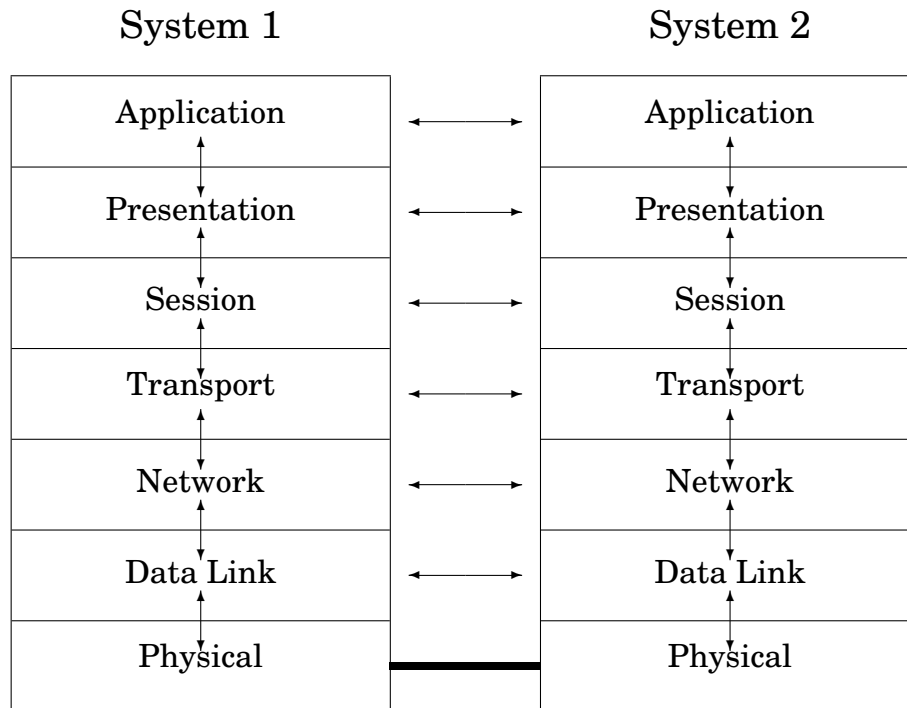 System 1
System 2
Application
Application
Presentation
Presentation
Session
Session
Transport
Transport
Network
Network
Data Link
Data Link
Physical
Physical